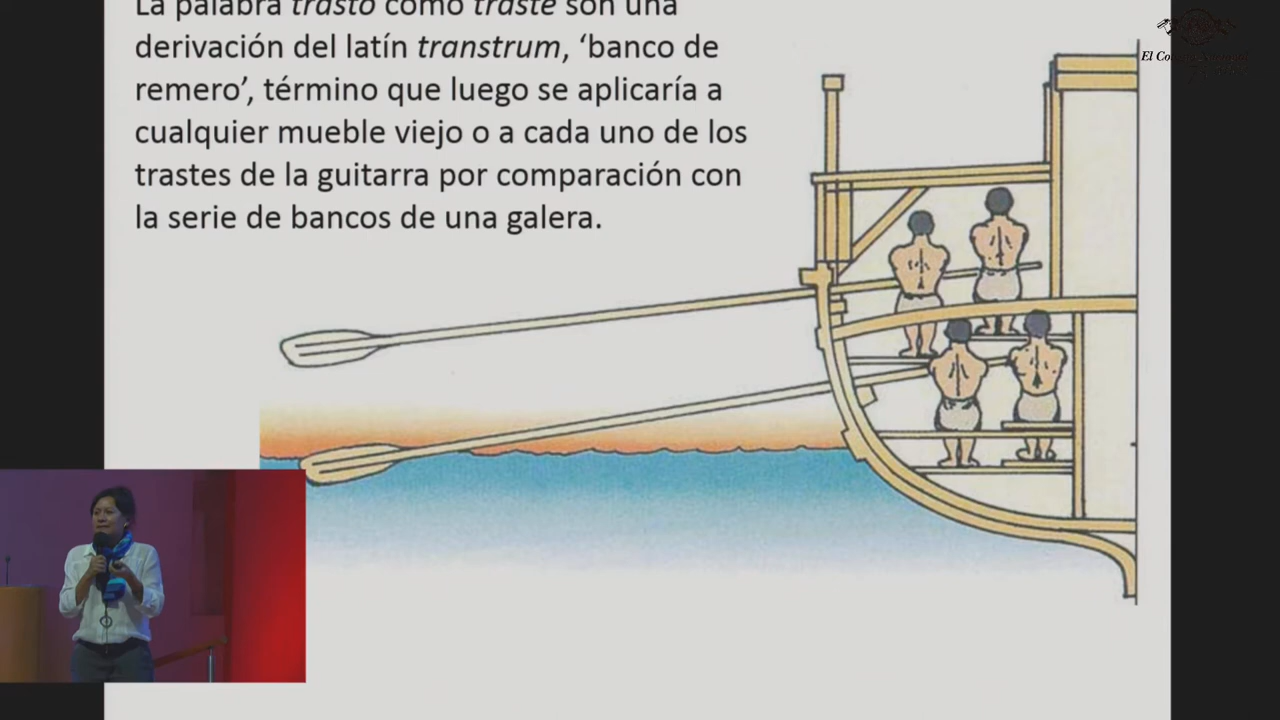 La palabra trasto como traste son una
derivación del latín transtrum, ‘banco de
remero’, término que luego se aplicaría a
cualquier mueble viejo o a cada uno de los
trastes de la guitarra por comparación con
la serie de bancos de una galera.
El